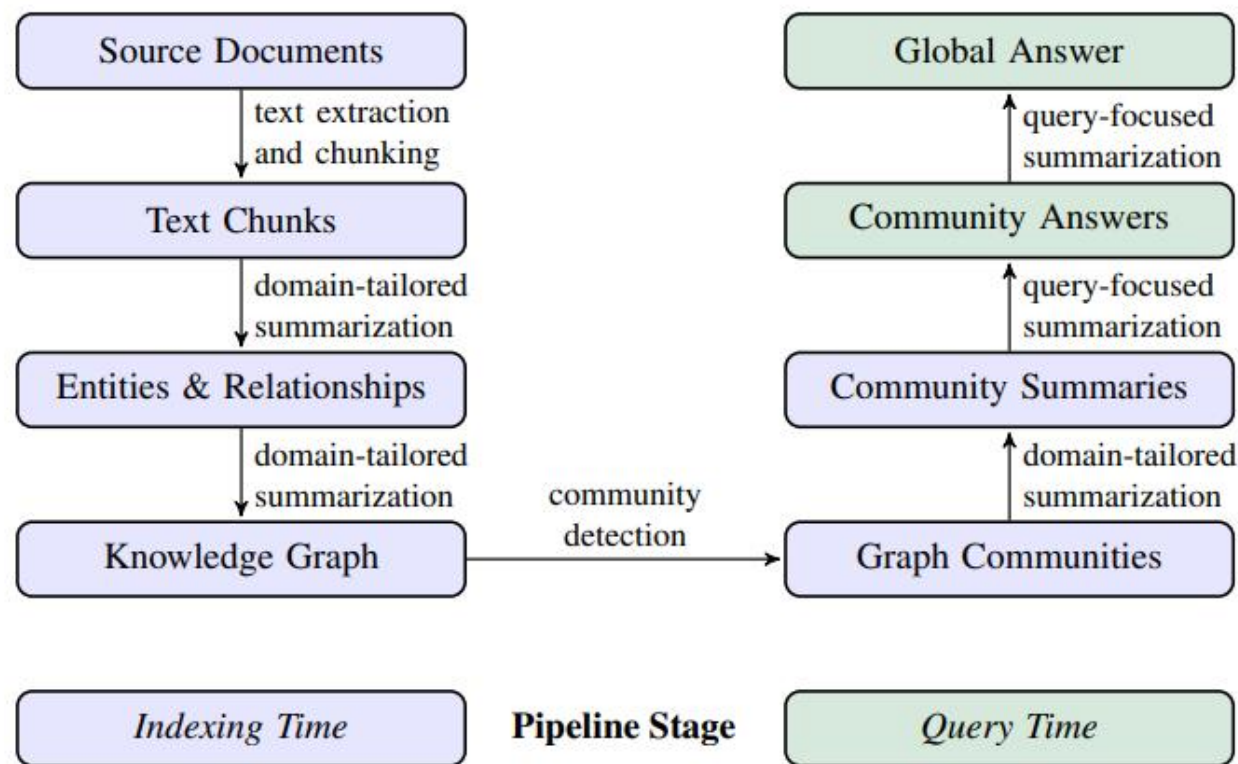 Source Documents
text extraction
and chunking
Text Chunks
domain-tailored
summarization
Entities & Relationships
domain-tailored
summarization
Knowledge Graph
community
detection
Graph Communities
domain-tailored
summarization
Community Summaries
query-focused
summarization
Community Answers
query-focused
summarization
Global Answer
Indexing Time
Pipeline Stage
Query Time